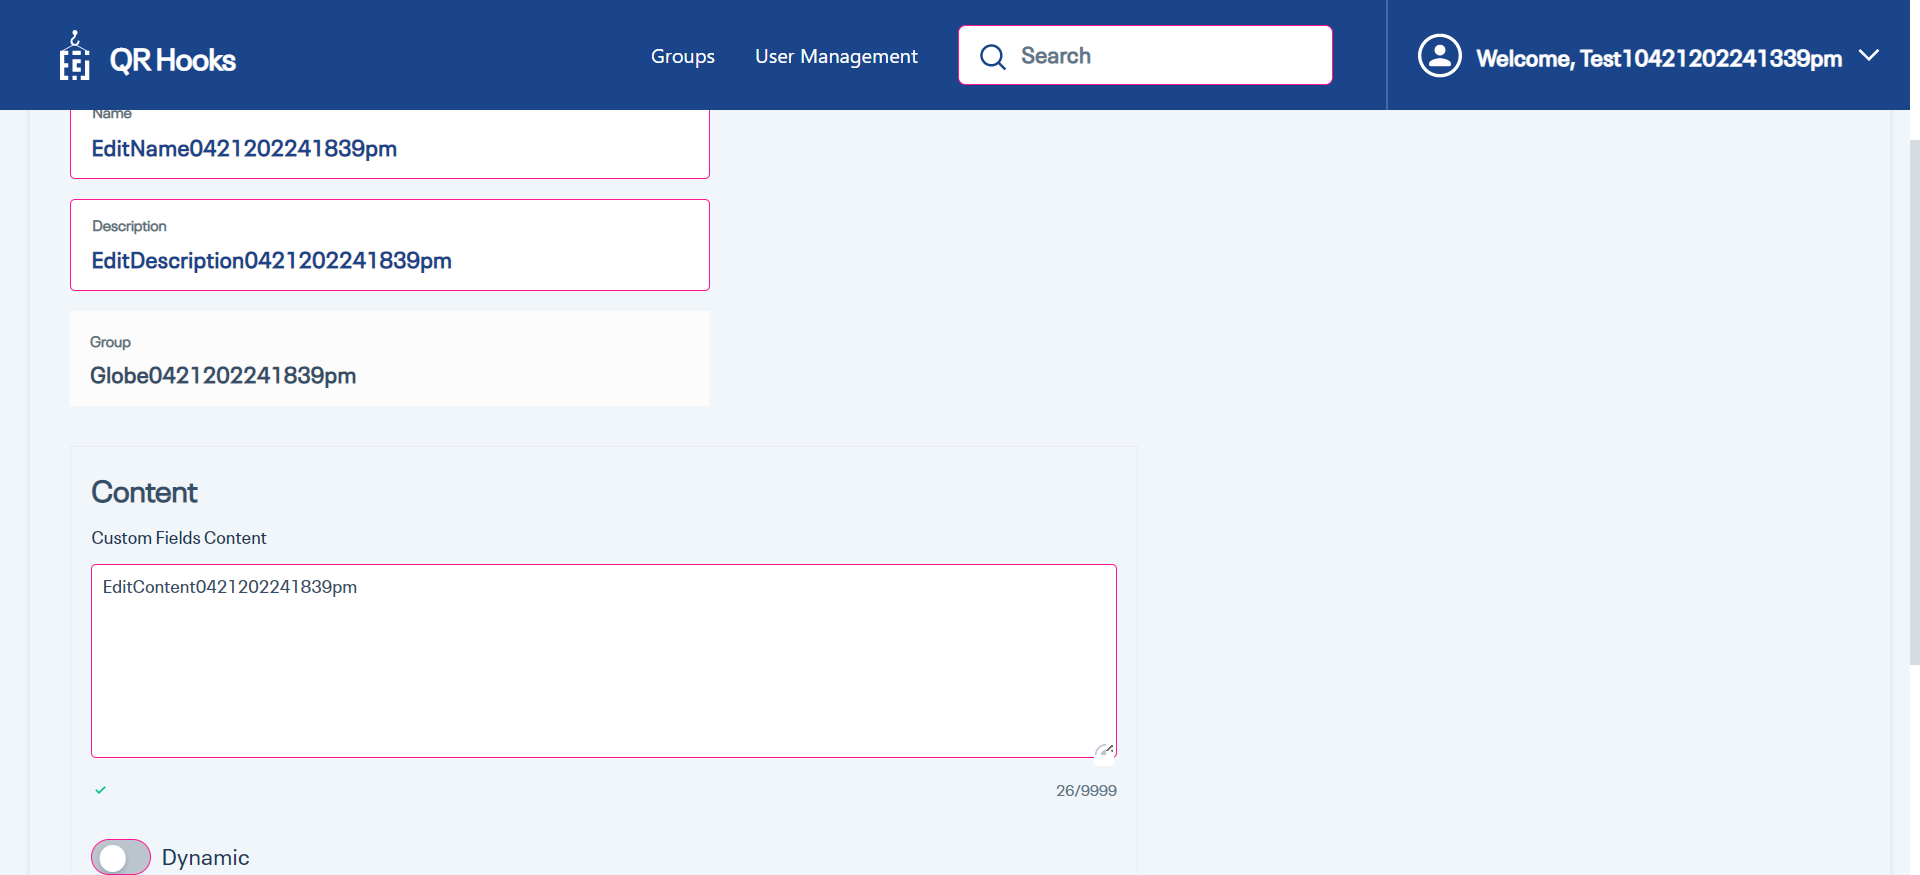 QR Hooks
Groups
User Management
Search
Welcome, Test10421202241339pm
Name
EditName0421202241839pm
Description
EditDescription0421202241839pm
Group
Globe0421202241839pm
Content
Custom Fields Content
EditContent0421202241839pm
26/9999
Dynamic